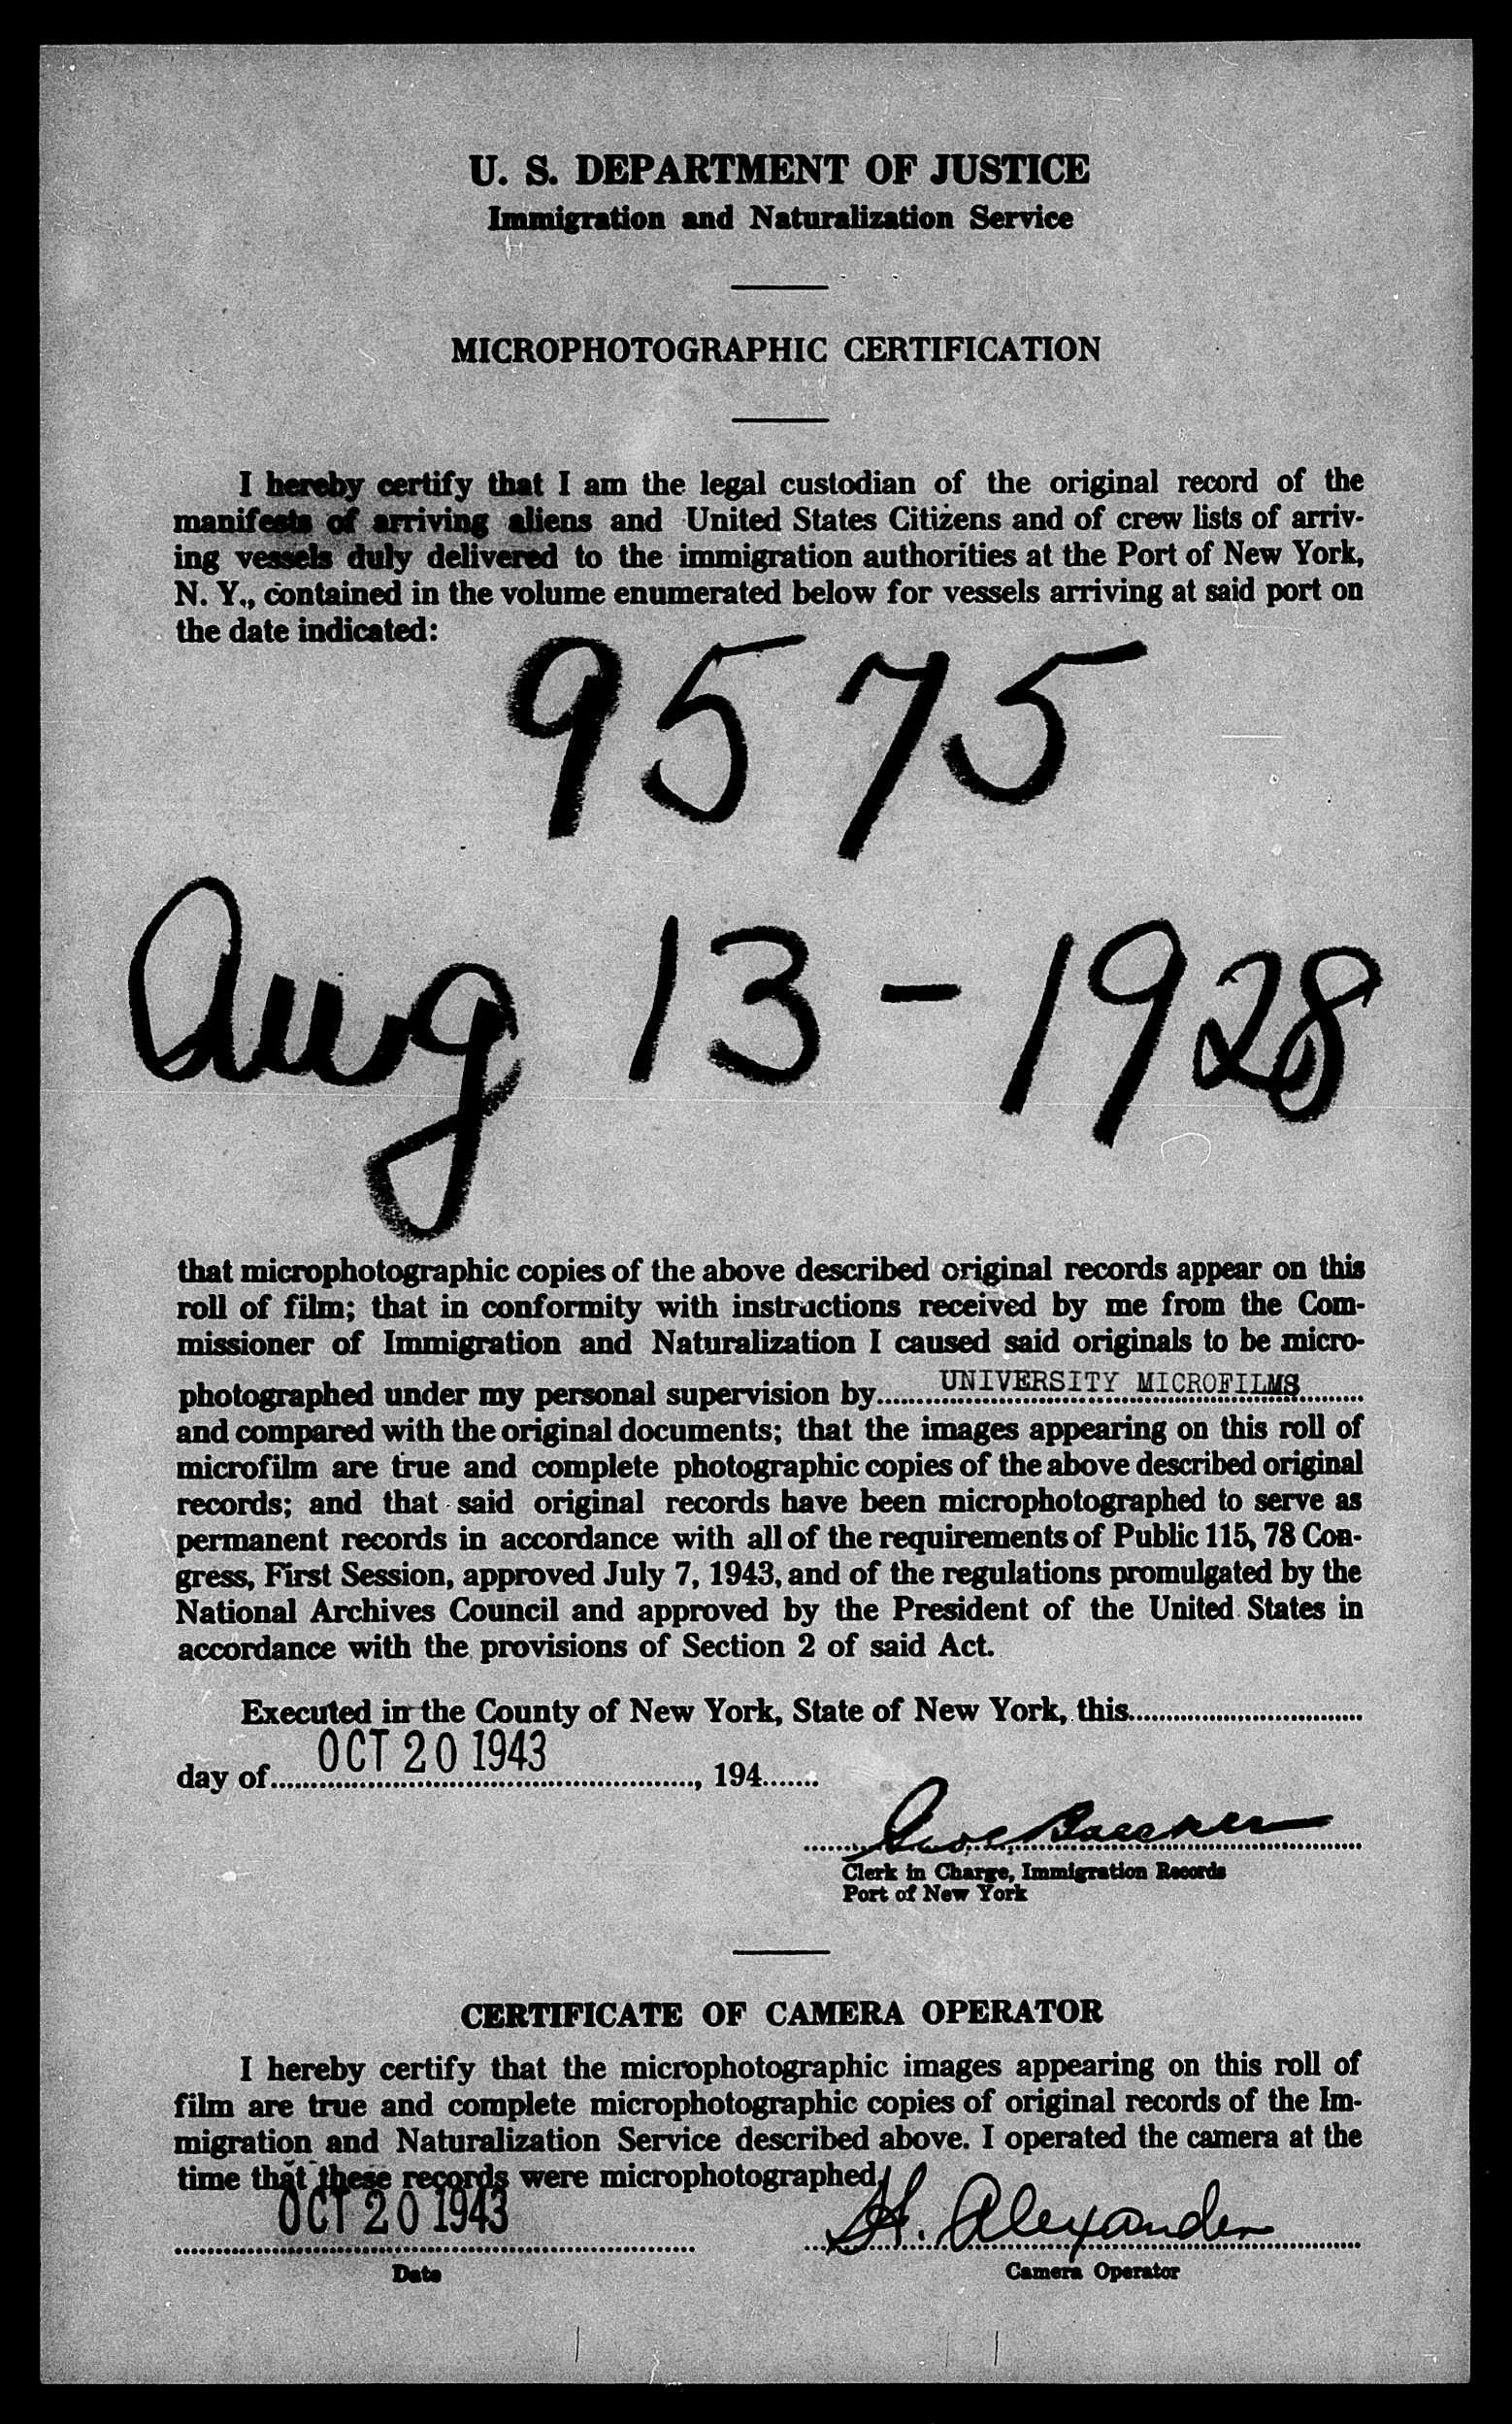 U. S. DEPARTMENT OF JUSTICE
Immigration and Naturalization Service
MICROPHOTOGRAPHIC CERTIFICATION
I hereby certify that I am the legal custodian of the original record of the
manifests of arriving aliens and United States Citizens and of crew lists of arriv-
ing vessels duly delivered to the immigration authorities at the Port of New York,
N. Y., contained in the volume enumerated below for vessels arriving at said port on
the date indicated:
9575
Aug 13 - 1928
that microphotographic copies of the above described original records appear on this
roll of film; that in conformity with instructions received by me from the Com-
missioner of Immigration and Naturalization I caused said originals to be micro-
photographed under my personal supervision by UNIVERSITY MICROFILMS
and compared with the original documents; that the images appearing on this roll of
microfilm are true and complete photographic copies of the above described original
records; and that said original records have been microphotographed to serve as
permanent records in accordance with all of the requirements of Public 115, 78 Con-
gress, First Session, approved July 7, 1943, and of the regulations promulgated by the
National Archives Council and approved by the President of the United States in
accordance with the provisions of Section 2 of said Act.
Executed in the County of New York, State of New York, this
day of OCT 20 1943, 194
Clerk in Charge, Immigration Records
Port of New York
CERTIFICATE OF CAMERA OPERATOR
I hereby certify that the microphotographic images appearing on this roll of
film are true and complete microphotographic copies of original records of the Im-
migration and Naturalization Service described above. I operated the camera at the
time that these records were microphotographed.
OCT 20 1943 H. Alexander
Date Camera Operator